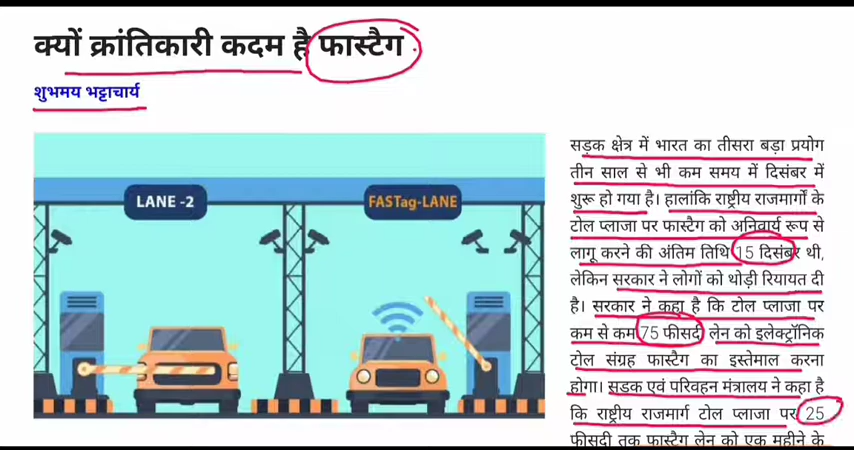 क्यों क्रांतिकारी कदम है फास्टैग
शुभमय भट्टाचार्य
LANE -2
FASTag-LANE
सड़क क्षेत्र में भारत का तीसरा बड़ा प्रयोग
तीन साल से भी कम समय में दिसंबर में
शुरू हो गया है। हालांकि राष्ट्रीय राजमार्गों के
टोल प्लाजा पर फास्टैग को अनिवार्य रूप से
लागू करने की अंतिम तिथि 15 दिसंबर थी,
लेकिन सरकार ने लोगों को थोड़ी रियायत दी
है। सरकार ने कहा है कि टोल प्लाजा पर
कम से कम 75 फीसदी लेन को इलेक्ट्रॉनिक
टोल संग्रह फास्टैग का इस्तेमाल करना
होगा। सडक एवं परिवहन मंत्रालय ने कहा है
कि राष्ट्रीय राजमार्ग टोल प्लाजा पर 25
फीसदी तक फास्टैग लेन को एक महीने के